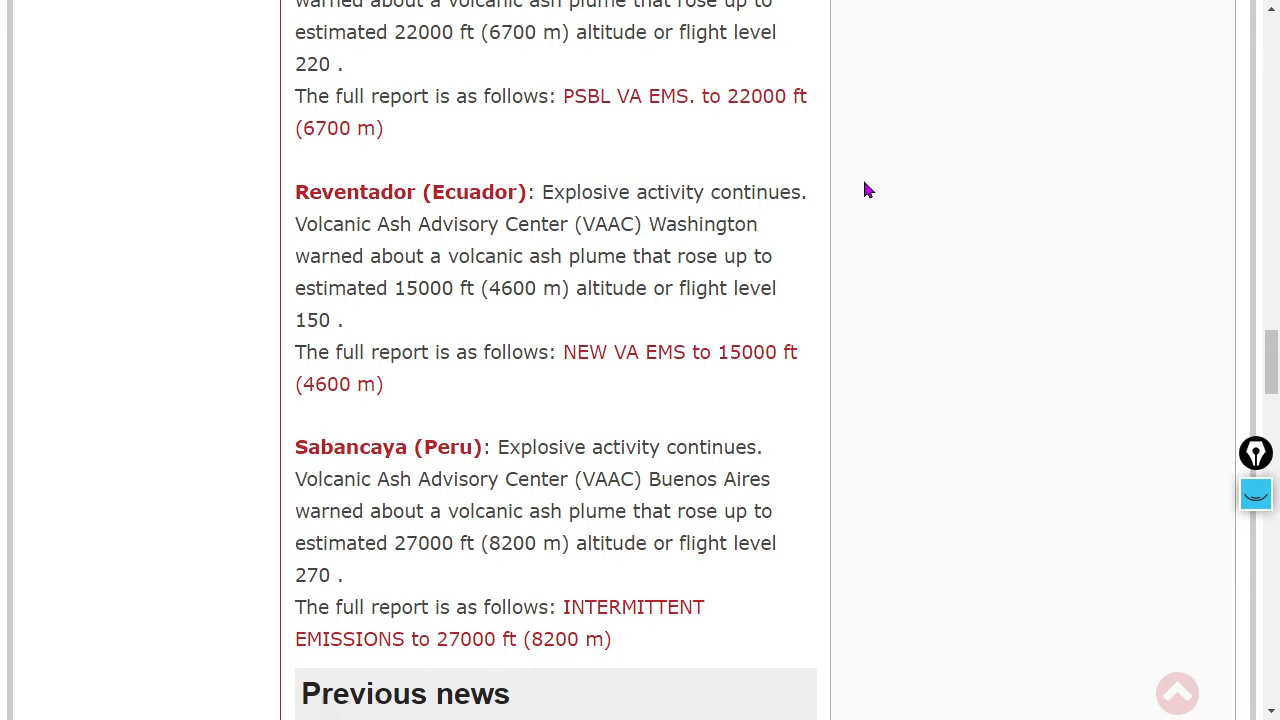 warned about a volcanic ash plume that rose up to
estimated 22000 ft (6700 m) altitude or flight level
220 .
The full report is as follows: PSBL VA EMS. to 22000 ft
(6700 m)
Reventador (Ecuador): Explosive activity continues.
Volcanic Ash Advisory Center (VAAC) Washington
warned about a volcanic ash plume that rose up to
estimated 15000 ft (4600 m) altitude or flight level
150 .
The full report is as follows: NEW VA EMS to 15000 ft
(4600 m)
Sabancaya (Peru): Explosive activity continues.
Volcanic Ash Advisory Center (VAAC) Buenos Aires
warned about a volcanic ash plume that rose up to
estimated 27000 ft (8200 m) altitude or flight level
270 .
The full report is as follows: INTERMITTENT
EMISSIONS to 27000 ft (8200 m)
Previous news